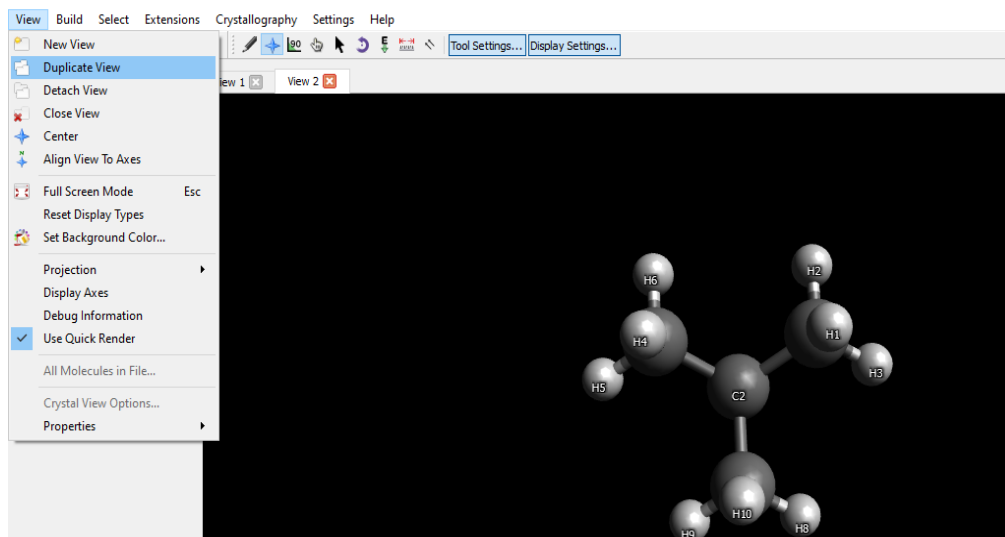 View Build Select Extensions Crystallography Settings Help
New View
Duplicate View
Detach View
Close View
Center
Align View To Axes
Full Screen Mode Esc
Reset Display Types
Set Background Color...
Projection
Display Axes
Debug Information
Use Quick Render
All Molecules in File...
Crystal View Options...
Properties
90 E Tool Settings... Display Settings...
iew 1 View 2
H6
H2
H4
H1
H5
H3
C2
H10
H9
H8